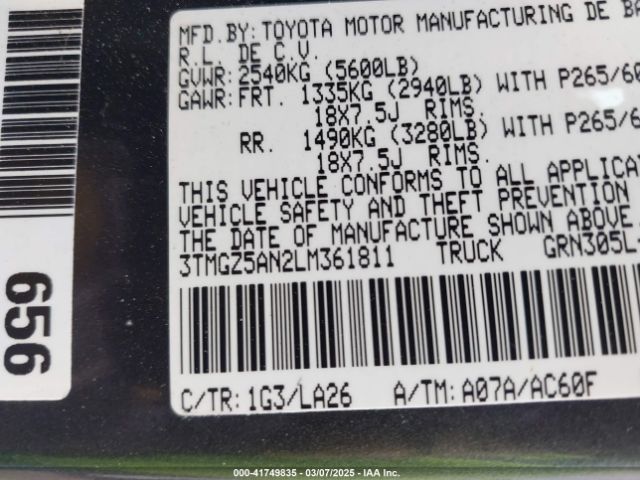 MFD.BY: TOYOTA MOTOR MANUFACTURING DE BA
R.L. DE C.V.
GVWR: 2540KG (5600LB)
GAWR: FRT. 1335KG (2940LB) WITH P265/60
18X7.5J RIMS.
RR. 1490KG (3280LB) WITH P265/6
18X7.5J RIMS.
THIS VEHICLE CONFORMS TO ALL APPLICA
VEHICLE SAFETY AND THEFT PREVENTION
THE DATE OF MANUFACTURE SHOWN ABOVE.
3TMGZ5AN2LM361811 TRUCK GRN305L
C/TR: 1G3/LA26 A/TM: A07A/AC60F
656
000-41749835 - 03/07/2025 - IAA Inc.